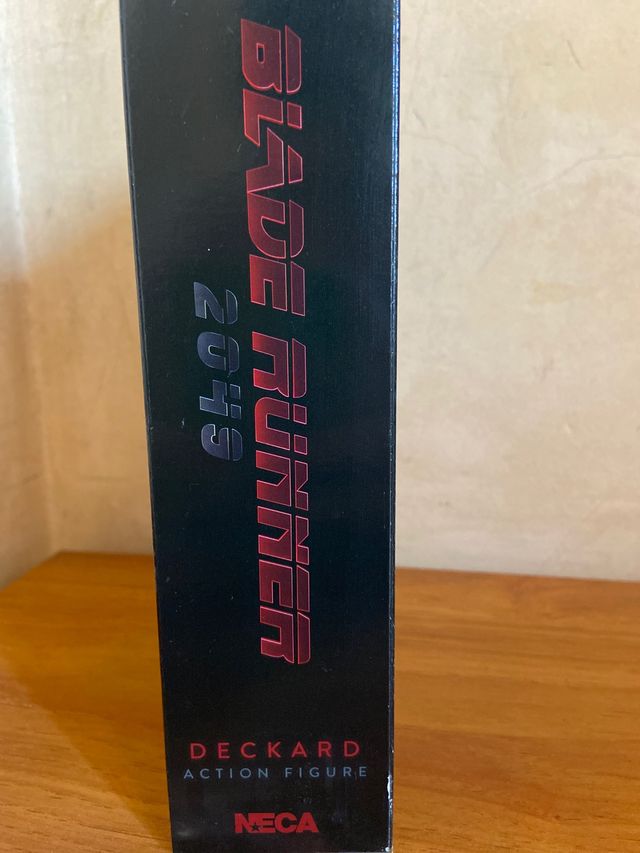 BLADE RUNNER
2049
DECKARD
ACTION FIGURE
NECA